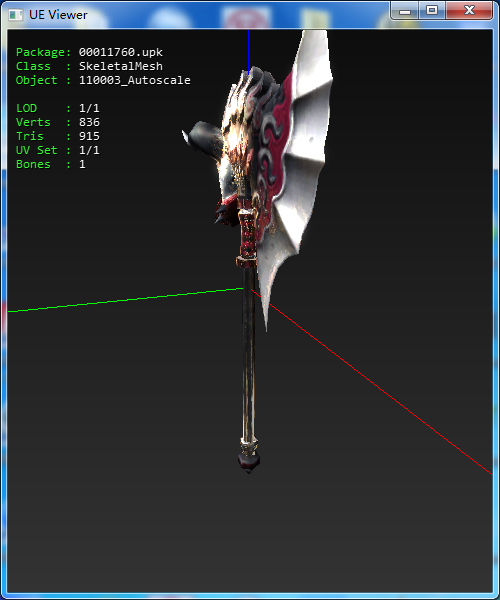 UE Viewer
Package: 00011760.upk
Class : SkeletalMesh
Object : 110003_Autoscale
LOD : 1/1
Verts : 836
Tris : 915
UV Set : 1/1
Bones : 1